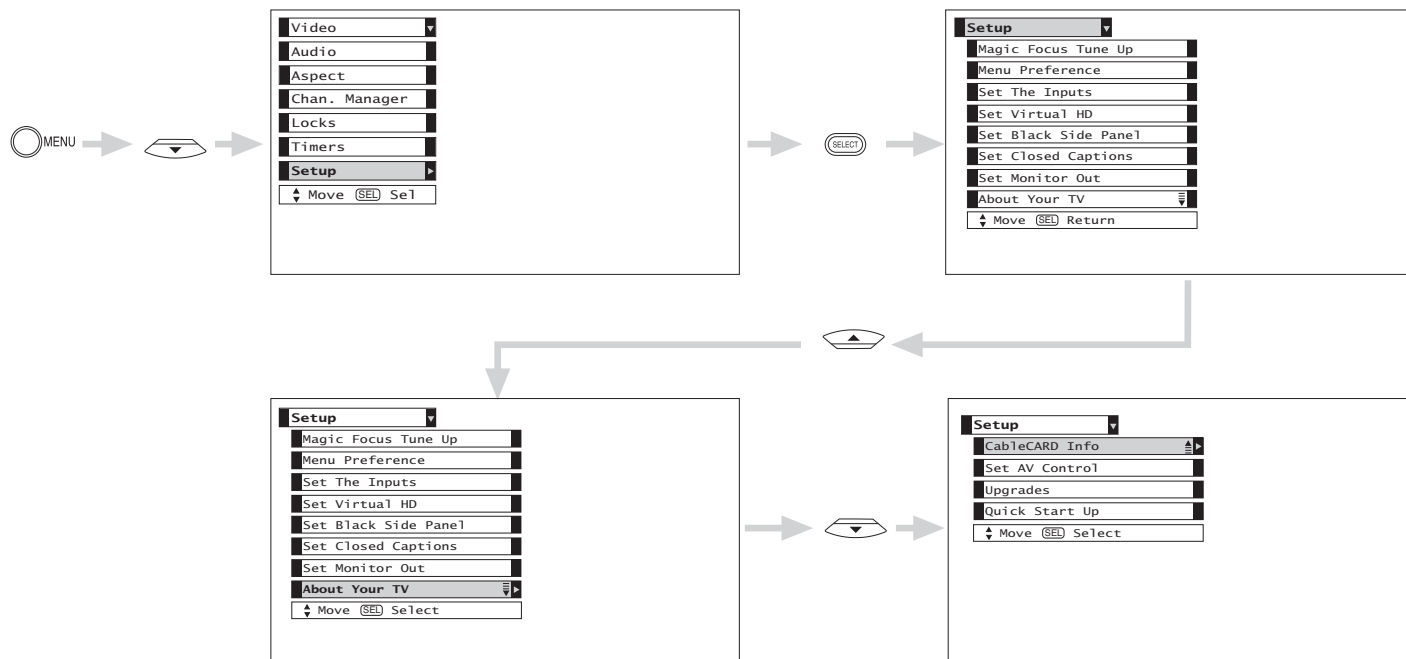 MENU
Video
Audio
Aspect
Chan. Manager
Locks
Timers
Setup
Move SEL Sel
SELECT
Setup
Magic Focus Tune Up
Menu Preference
Set The Inputs
Set Virtual HD
Set Black Side Panel
Set Closed Captions
Set Monitor Out
About Your TV
Move SEL Return
Setup
Magic Focus Tune Up
Menu Preference
Set The Inputs
Set Virtual HD
Set Black Side Panel
Set Closed Captions
Set Monitor Out
About Your TV
Move SEL Select
Setup
CableCARD Info
Set AV Control
Upgrades
Quick Start Up
Move SEL Select